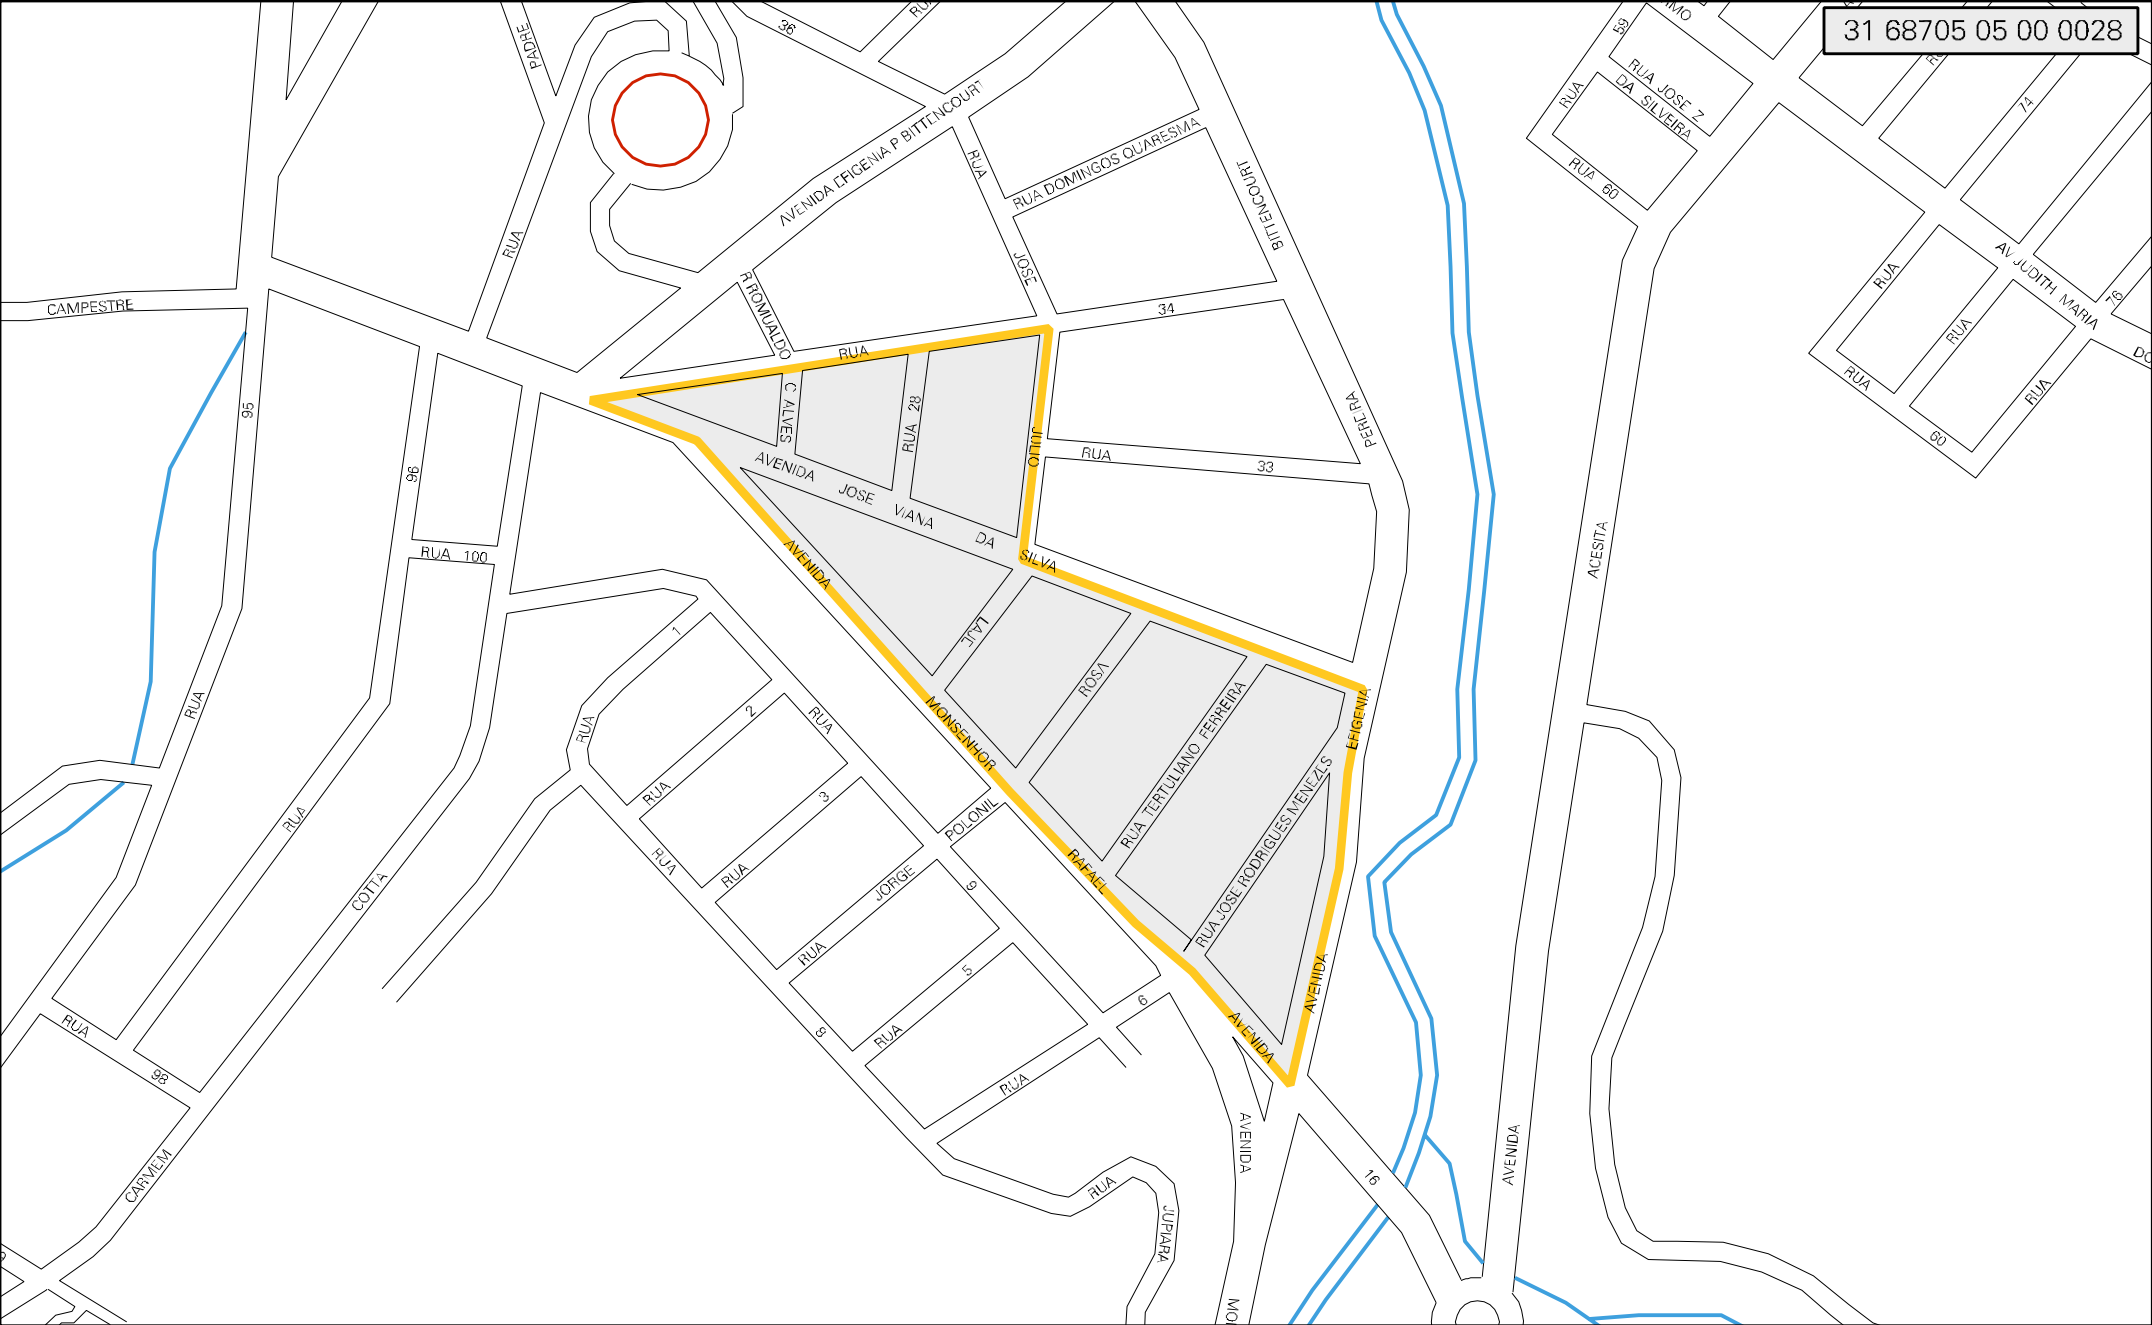 31 68705 05 00 0028
36
PADRE
RUA
CAMPESTRE
95
RUA
96
RUA
RUA 100
COTTA
CARMEM
RUA
98
AVENIDA EFIGENIA P BITTENCOURT
RUA
JOSE
JULIO
RUA DOMINGOS QUARESMA
BITTENCOURT
PEREIRA
EFIGENIA
AVENIDA
R ROMUALDO
C ALVES
RUA
34
RUA 28
RUA
33
AVENIDA JOSE VIANA DA SILVA
AVENIDA
MONSENHOR
RAFAEL
AVENIDA
LAJE
ROSA
RUA TERTULIANO FERREIRA
RUA JOSE RODRIGUES MENEZES
1
RUA
2
RUA
3
RUA
JORGE
RUA
5
RUA
6
RUA
RUA
9
POLONIL
RUA
8
RUA
JUPIARA
AVENIDA
16
AVENIDA
ACESITA
59
RUA
RUA JOSE Z
DA SILVEIRA
RUA 60
74
AV JUDITH MARIA
76
RUA
RUA
RUA
60
RUA